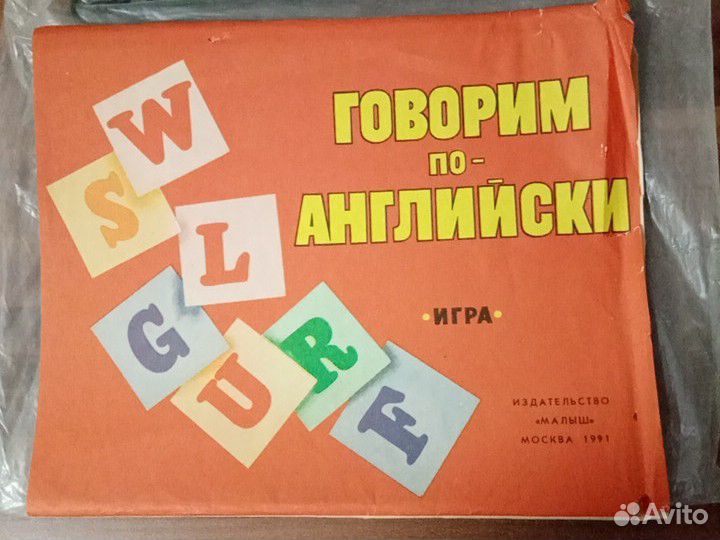 W
S
L
G
U
R
F
ГОВОРИМ
ПО-
АНГЛИЙСКИ
•ИГРА•
ИЗДАТЕЛЬСТВО
«МАЛЫШ»
МОСКВА 1991
Avito